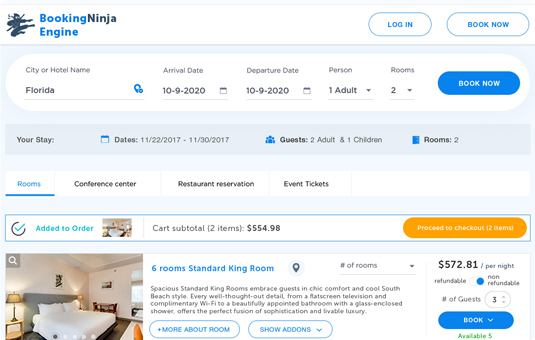 BookingNinja
Engine
LOG IN
BOOK NOW
City or Hotel Name
Arrival Date
Departure Date
Person
Rooms
Florida
10-9-2020
10-9-2020
1 Adult
2
BOOK NOW
Your Stay:
Dates: 11/22/2017 - 11/30/2017
Guests: 2 Adult & 1 Children
Rooms: 2
Rooms
Conference center
Restaurant reservation
Event Tickets
Added to Order
Cart subtotal (2 items): $554.98
Proceed to checkout (2 items)
6 rooms Standard King Room
# of rooms
$572.81 / per night
refundable
non
refundable
Spacious Standard King Rooms embrace guests in chic comfort and cool South
Beach style. Every well-thought-out detail, from a flatscreen television and
complimentary Wi-Fi to a beautifully appointed bathroom with a glass-enclosed
shower, offers the perfect fusion of sophistication and livable luxury.
# of Guests
3
+MORE ABOUT ROOM
SHOW ADDONS
BOOK
Available 5